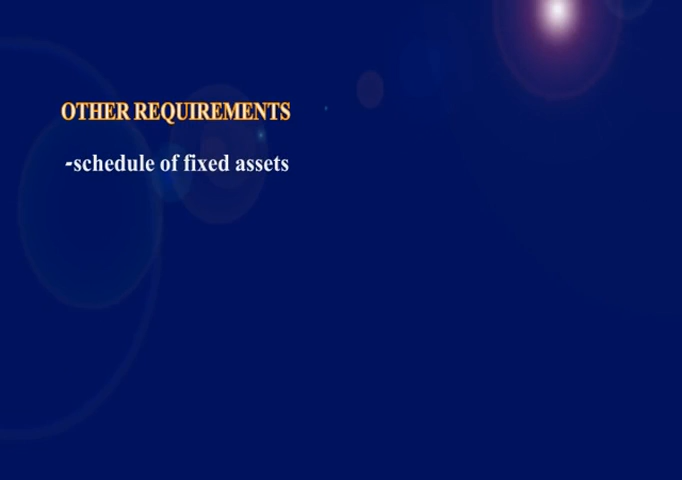 OTHER REQUIREMENTS
-schedule of fixed assets